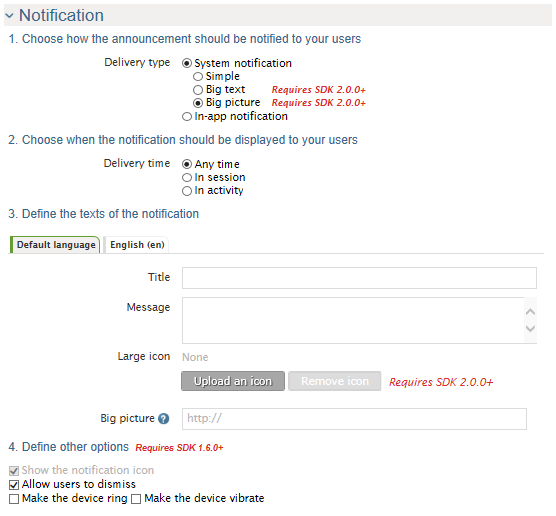 Notification
1. Choose how the announcement should be notified to your users
Delivery type System notification
Simple
Big text Requires SDK 2.0.0+
Big picture Requires SDK 2.0.0+
In-app notification
2. Choose when the notification should be displayed to your users
Delivery time Any time
In session
In activity
3. Define the texts of the notification
Default language English (en)
Title
Message
Large icon None
Upload an icon Remove icon Requires SDK 2.0.0+
Big picture ? http://
4. Define other options Requires SDK 1.6.0+
Show the notification icon
Allow users to dismiss
Make the device ring Make the device vibrate